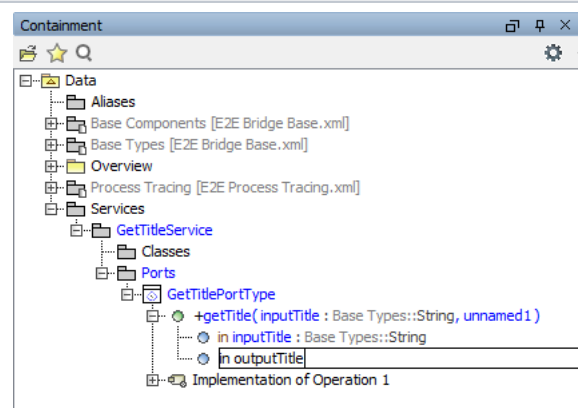 Containment
Data
Aliases
Base Components [E2E Bridge Base.xml]
Base Types [E2E Bridge Base.xml]
Overview
Process Tracing [E2E Process Tracing.xml]
Services
GetTitleService
Classes
Ports
GetTitlePortType
+getTitle( inputTitle : Base Types::String, unnamed1 )
in inputTitle : Base Types::String
in outputTitle
Implementation of Operation 1